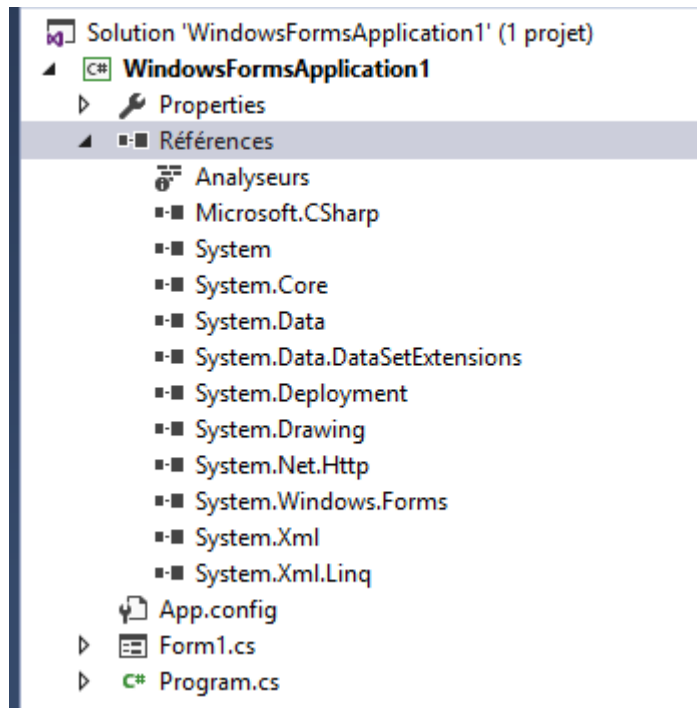 Solution 'WindowsFormsApplication1' (1 projet)
C# WindowsFormsApplication1
Properties
Références
Analyseurs
Microsoft.CSharp
System
System.Core
System.Data
System.Data.DataSetExtensions
System.Deployment
System.Drawing
System.Net.Http
System.Windows.Forms
System.Xml
System.Xml.Linq
App.config
Form1.cs
C# Program.cs